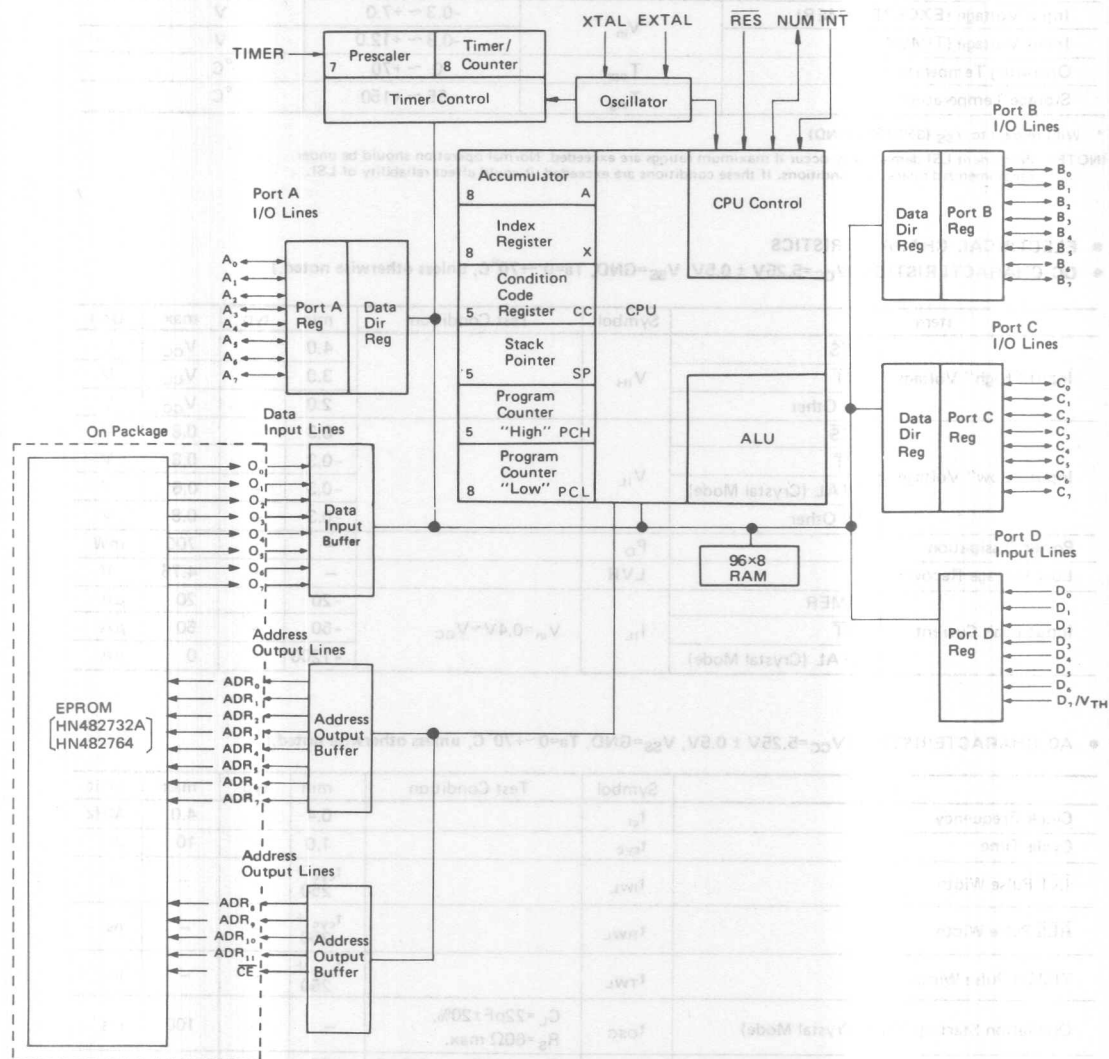 XTAL EXTAL
RES NUM INT
TIMER
Prescaler
7
Timer/
8 Counter
Timer Control
Oscillator
CPU Control
Accumulator
8 A
Index
Register
8 X
Condition
Code
Register
5 CC
CPU
Stack
Pointer
5 SP
Program
Counter
5 "High" PCH
Program
Counter
"Low"
8 PCL
ALU
96×8
RAM
Port A
I/O Lines
A₀
A₁
A₂
A₃
A₄
A₅
A₆
A₇
Port A
Reg
Data
Dir
Reg
Port B
I/O Lines
Data
Dir
Reg
Port B
Reg
B₀
B₁
B₂
B₃
B₄
B₅
B₆
B₇
Port C
I/O Lines
Data
Dir
Reg
Port C
Reg
C₀
C₁
C₂
C₃
C₄
C₅
C₆
C₇
Port D
Input Lines
Port D
Reg
D₀
D₁
D₂
D₃
D₄
D₅
D₆
D₇/VTH
On Package
Data
Input Lines
O₀
O₁
O₂
O₃
O₄
O₅
O₆
O₇
Data
Input
Buffer
EPROM
HN482732A
HN482764
Address
Output Lines
ADR₀
ADR₁
ADR₂
ADR₃
ADR₄
ADR₅
ADR₆
ADR₇
Address
Output
Buffer
Address
Output Lines
ADR₈
ADR₉
ADR₁₀
ADR₁₁
CE
Address
Output
Buffer